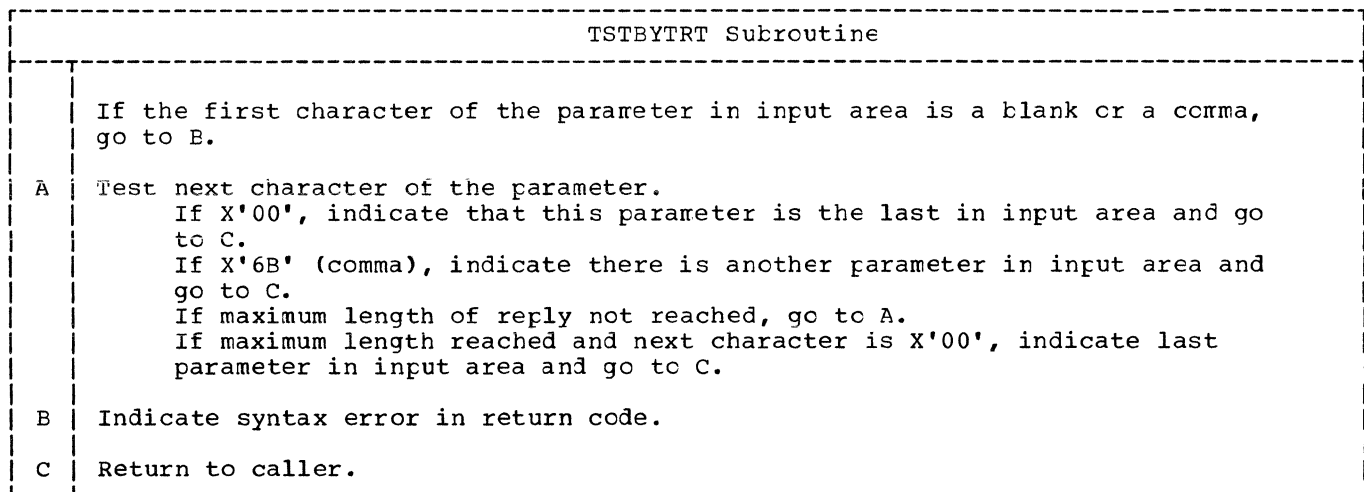 TSTBYTRT Subroutine
If the first character of the parameter in input area is a blank or a comma,
go to B.
A Test next character of the parameter.
If X'00', indicate that this parameter is the last in input area and go
to C.
If X'6B' (comma), indicate there is another parameter in input area and
go to C.
If maximum length of reply not reached, go to A.
If maximum length reached and next character is X'00', indicate last
parameter in input area and go to C.
B Indicate syntax error in return code.
C Return to caller.